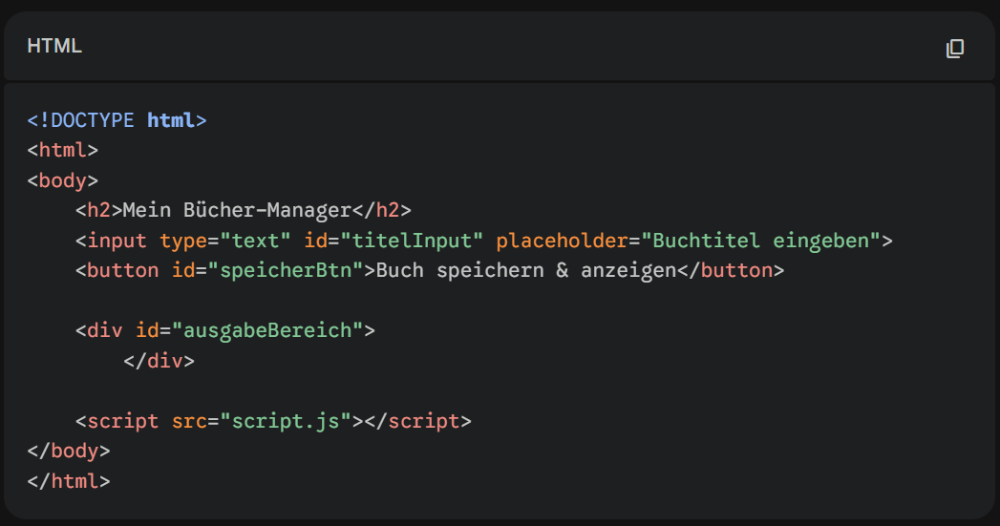 HTML
<!DOCTYPE html>
<html>
<body>
    <h2>Mein Bücher-Manager</h2>
    <input type="text" id="titelInput" placeholder="Buchtitel eingeben">
    <button id="speicherBtn">Buch speichern & anzeigen</button>

    <div id="ausgabeBereich">
        </div>

    <script src="script.js"></script>
</body>
</html>